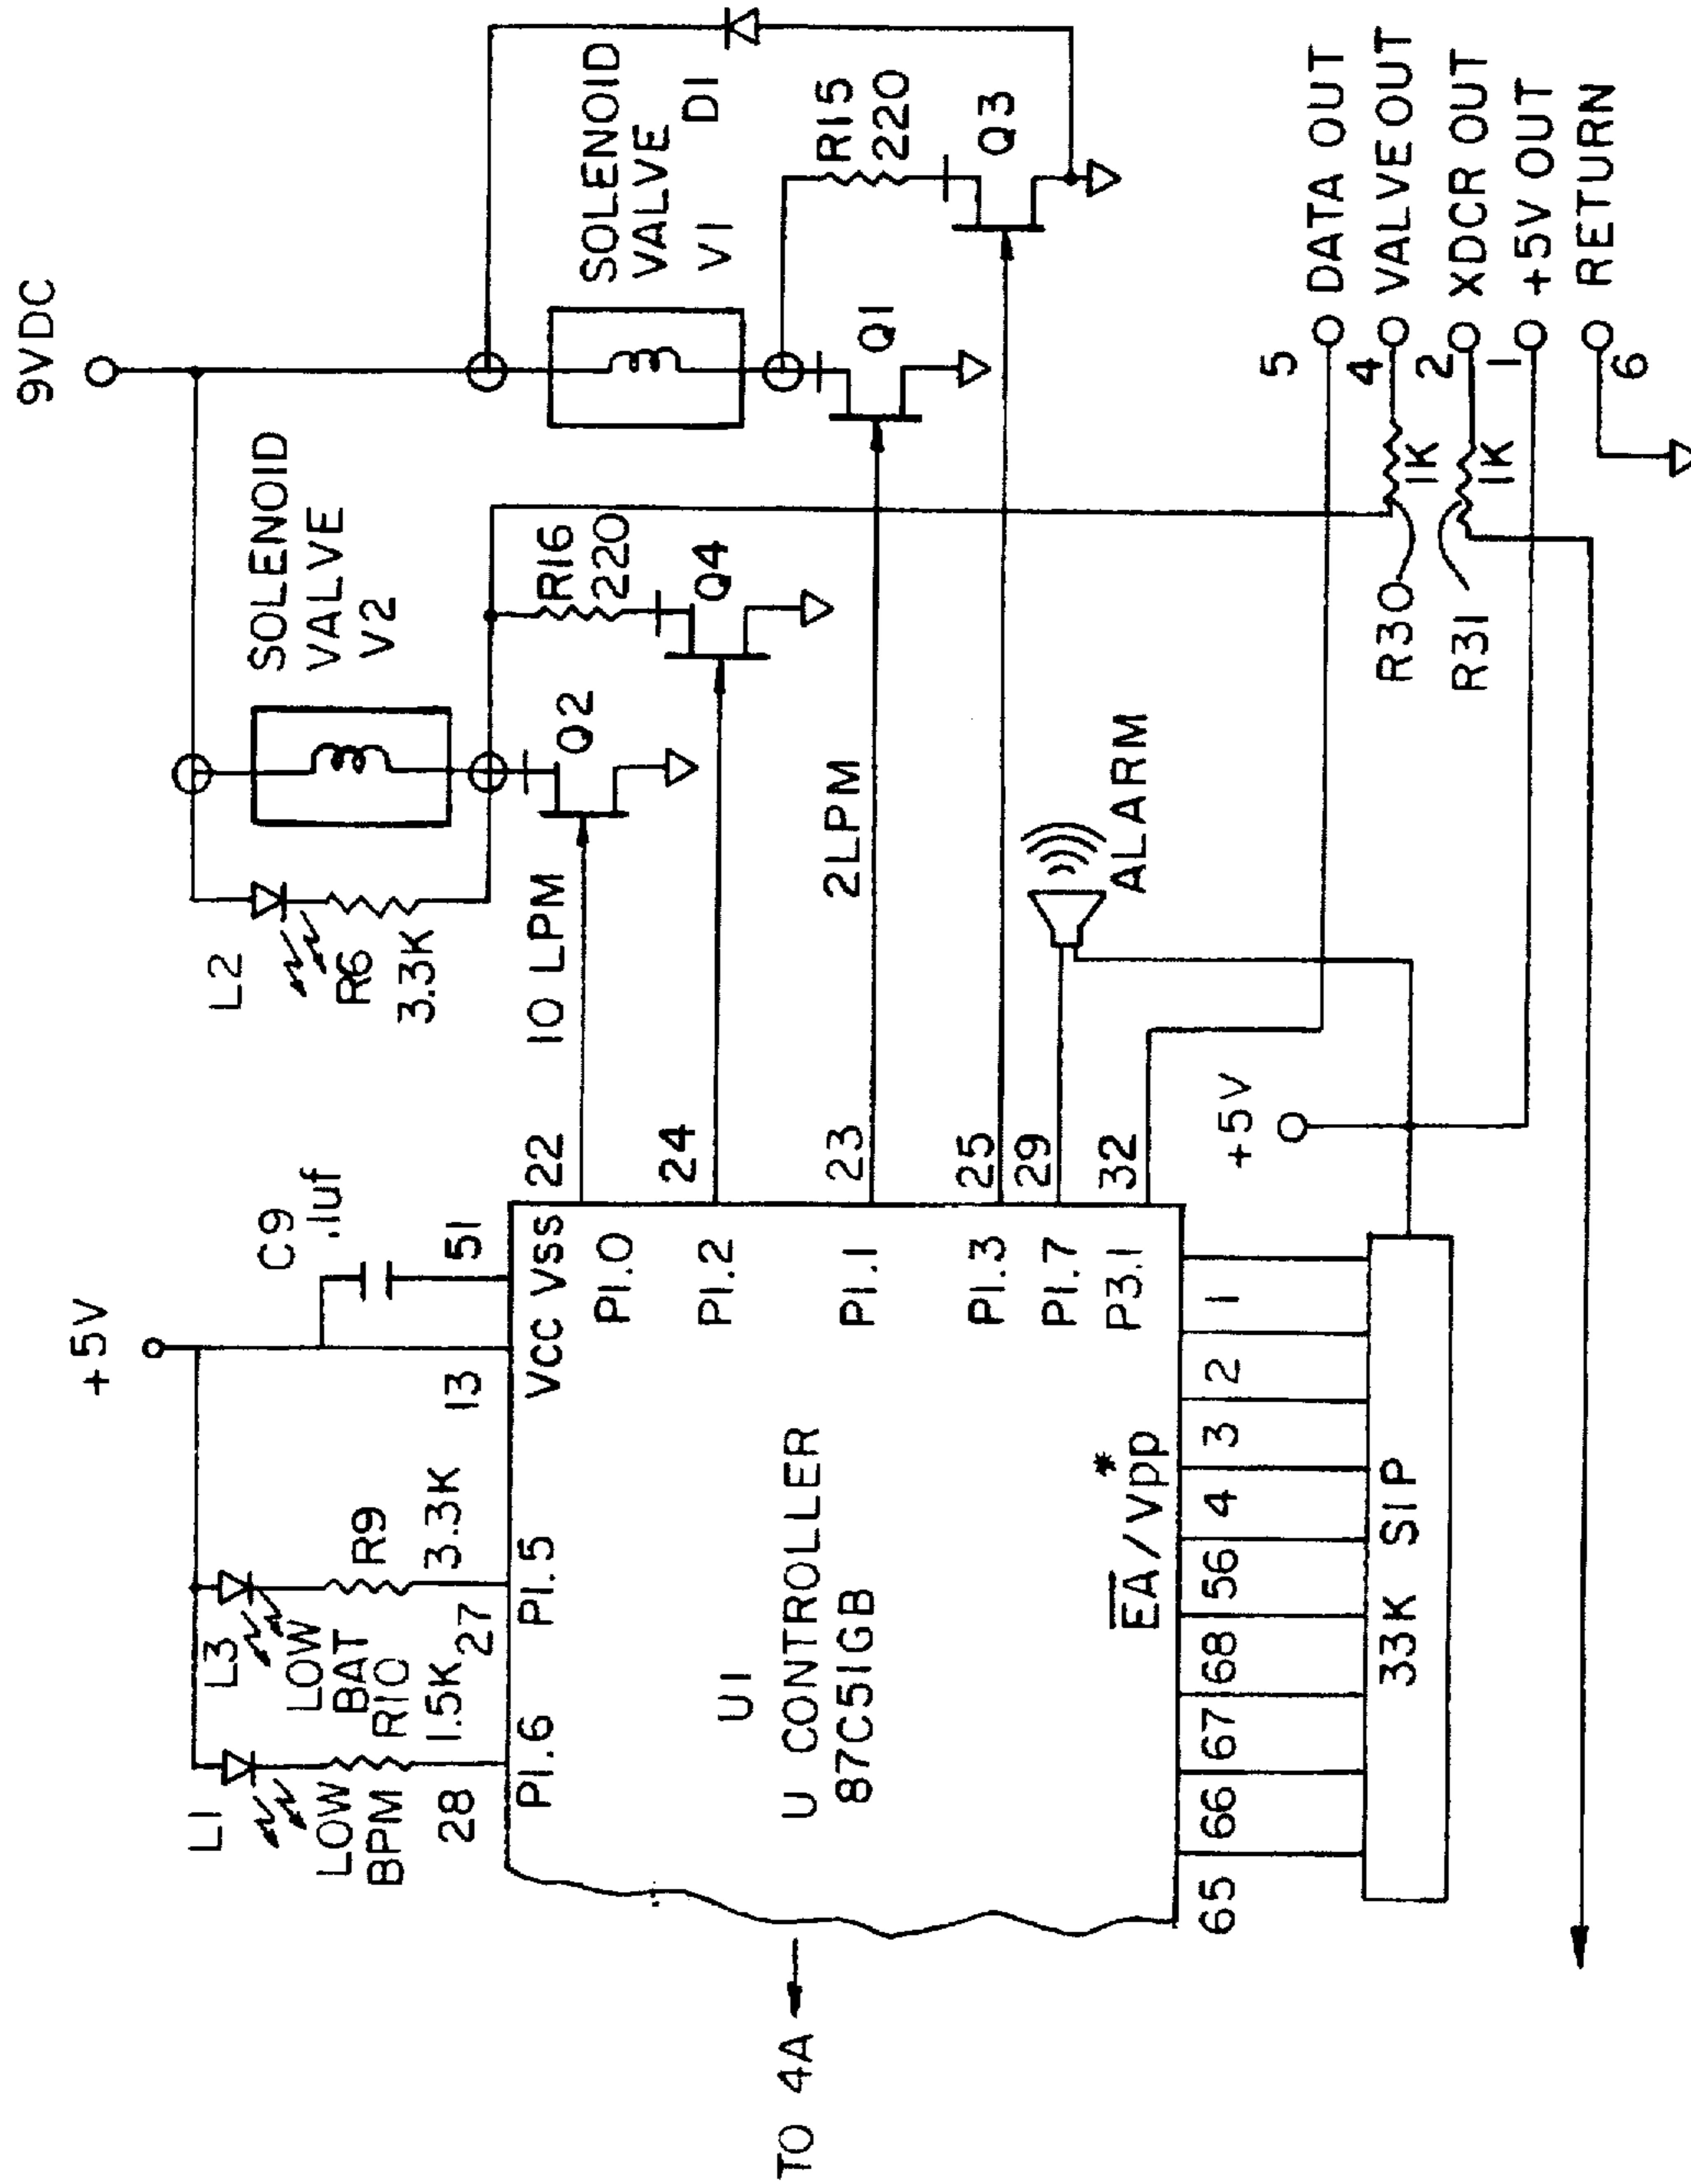 9VDC
+5V
C9
.1uf
L2
R6
3.3K
SOLENOID
VALVE
V2
SOLENOID
VALVE
V1
D1
R15
220
R16
220
Q1
Q2
Q3
Q4
L1
LOW
BPM
L3
LOW
BAT
R10
1.5K
R9
3.3K
28
27
13
51
P1.6
P1.5
VCC
VSS
U1
U CONTROLLER
87C51GB
P1.0
22
10 LPM
P1.2
24
P1.1
23
2LPM
P1.3
25
P1.7
29
P3.1
32
ALARM
EA/Vpp*
65
66
67
68
56
4
3
2
1
33K SIP
+5V
TO 4A
R30
1K
R31
1K
5
DATA OUT
4
VALVE OUT
2
XDCR OUT
1
+5V OUT
6
RETURN